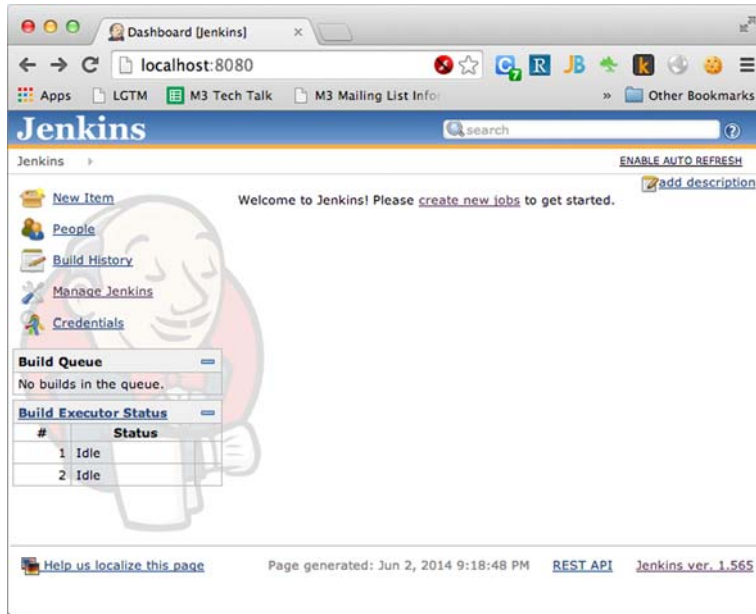 Dashboard [Jenkins]
localhost:8080
Apps LGTM M3 Tech Talk M3 Mailing List Infor » Other Bookmarks
Jenkins
search
Jenkins
ENABLE AUTO REFRESH
add description
New Item
Welcome to Jenkins! Please create new jobs to get started.
People
Build History
Manage Jenkins
Credentials
Build Queue
No builds in the queue.
Build Executor Status
# Status
1 Idle
2 Idle
Help us localize this page Page generated: Jun 2, 2014 9:18:48 PM REST API Jenkins ver. 1.565